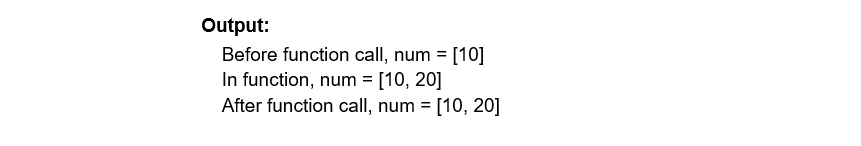 Output:
Before function call, num = [10]
In function, num = [10, 20]
After function call, num = [10, 20]